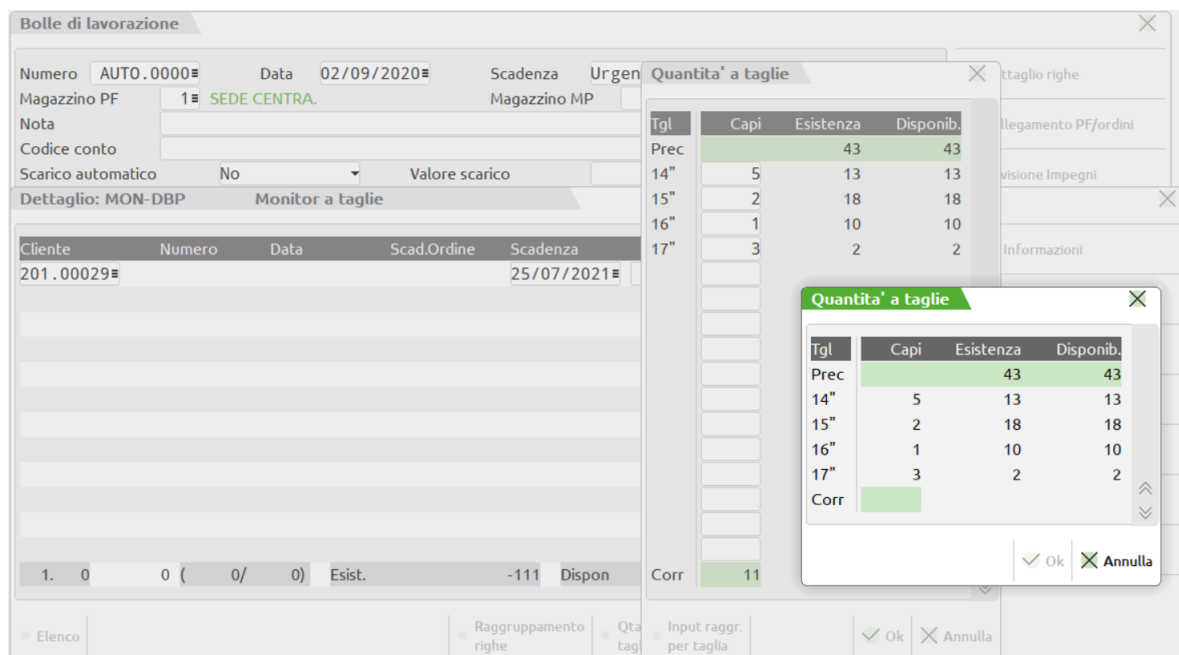 Bolle di lavorazione
Numero AUTO.0000 Data 02/09/2020 Scadenza Urgen
Magazzino PF 1 SEDE CENTRA. Magazzino MP
Nota
Codice conto
Scarico automatico No Valore scarico
ttaglio righe
llegamento PF/ordini
visione Impegni
Dettaglio: MON-DBP Monitor a taglie
Cliente Numero Data Scad.Ordine Scadenza
201.00029 25/07/2021
1. 0 0 ( 0/ 0) Esist. -111 Dispon
Elenco
Raggruppamento
righe
Qta
tagl
Informazioni
Quantita' a taglie
Tgl Capi Esistenza Disponib.
Prec 43 43
14" 5 13 13
15" 2 18 18
16" 1 10 10
17" 3 2 2
Corr 11
Input raggr.
per taglia
Ok Annulla
Quantita' a taglie
Tgl Capi Esistenza Disponib.
Prec 43 43
14" 5 13 13
15" 2 18 18
16" 1 10 10
17" 3 2 2
Corr
Ok Annulla